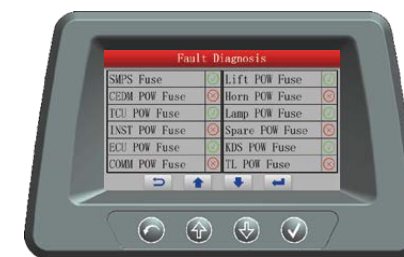 Fault Diagnosis
SMPS Fuse Lift POW Fuse
CEDM POW Fuse Horn POW Fuse
TCU POW Fuse Lamp POW Fuse
INST POW Fuse Spare POW Fuse
ECU POW Fuse KDS POW Fuse
COMM POW Fuse TL POW Fuse